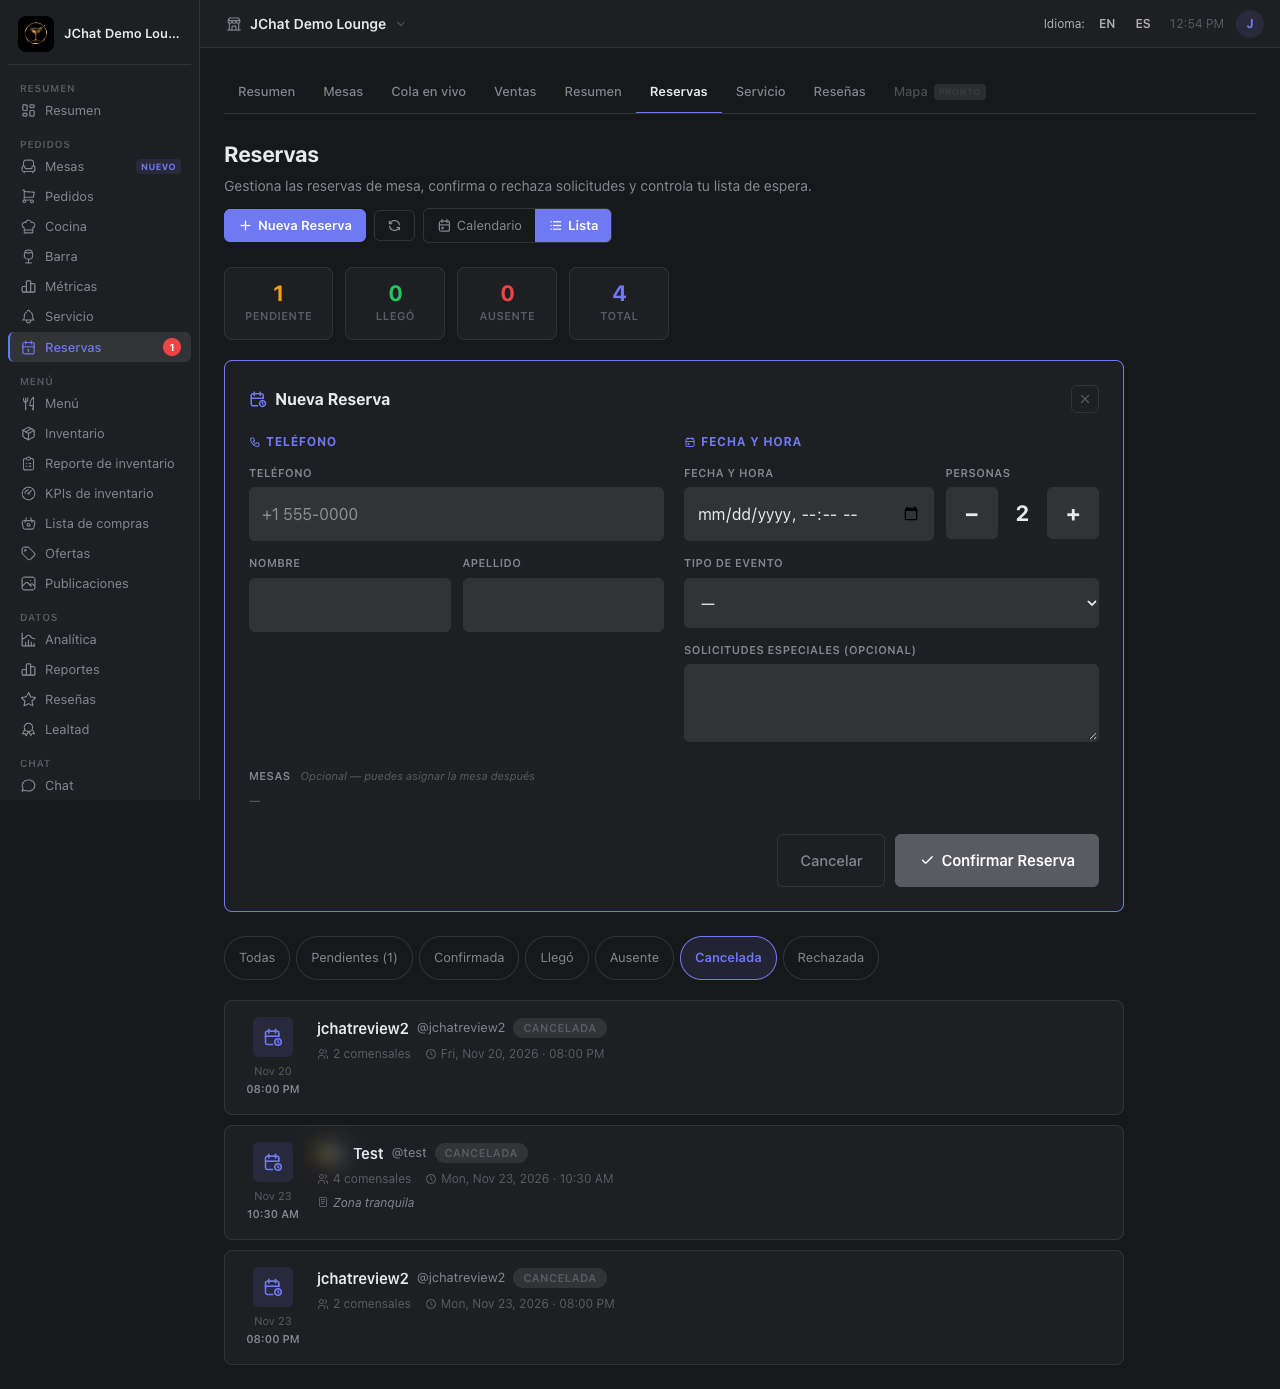 JChat Demo Lou...
RESUMEN
Resumen
PEDIDOS
Mesas NUEVO
Pedidos
Cocina
Barra
Métricas
Servicio
Reservas 1
MENÚ
Menú
Inventario
Reporte de inventario
KPIs de inventario
Lista de compras
Ofertas
Publicaciones
DATOS
Analítica
Reportes
Reseñas
Lealtad
CHAT
Chat
JChat Demo Lounge
Idioma: EN ES 12:54 PM J
Resumen Mesas Cola en vivo Ventas Resumen Reservas Servicio Reseñas Mapa PRONTO
Reservas
Gestiona las reservas de mesa, confirma o rechaza solicitudes y controla tu lista de espera.
+ Nueva Reserva Calendario Lista
1 0 0 4
PENDIENTE LLEGÓ AUSENTE TOTAL
Nueva Reserva
TELÉFONO
TELÉFONO
+1 555-0000
NOMBRE APELLIDO
FECHA Y HORA
FECHA Y HORA PERSONAS
mm/dd/yyyy, --:-- -- − 2 +
TIPO DE EVENTO
—
SOLICITUDES ESPECIALES (OPCIONAL)
MESAS Opcional — puedes asignar la mesa después
—
Cancelar Confirmar Reserva
Todas Pendientes (1) Confirmada Llegó Ausente Cancelada Rechazada
jchatreview2 @jchatreview2 CANCELADA
2 comensales Fri, Nov 20, 2026 · 08:00 PM
Nov 20
08:00 PM
Test @test CANCELADA
4 comensales Mon, Nov 23, 2026 · 10:30 AM
Zona tranquila
Nov 23
10:30 AM
jchatreview2 @jchatreview2 CANCELADA
2 comensales Mon, Nov 23, 2026 · 08:00 PM
Nov 23
08:00 PM